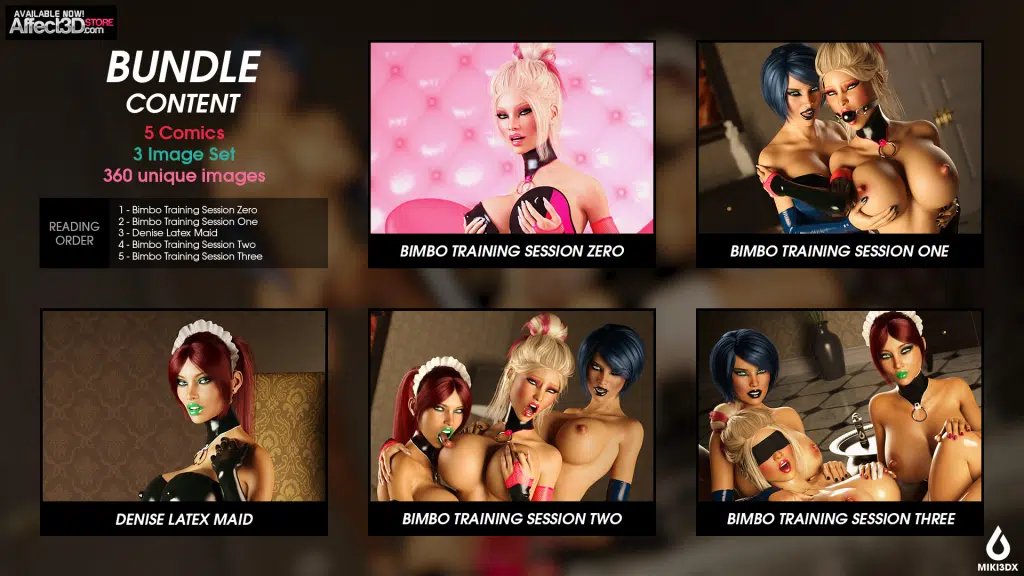 AVAILABLE NOW!
Affect3D STORE
.com
BUNDLE
CONTENT
5 Comics
3 Image Set
360 unique images
READING
ORDER
1 - Bimbo Training Session Zero
2 - Bimbo Training Session One
3 - Denise Latex Maid
4 - Bimbo Training Session Two
5 - Bimbo Training Session Three
BIMBO TRAINING SESSION ZERO
BIMBO TRAINING SESSION ONE
DENISE LATEX MAID
BIMBO TRAINING SESSION TWO
BIMBO TRAINING SESSION THREE
MIKI3DX